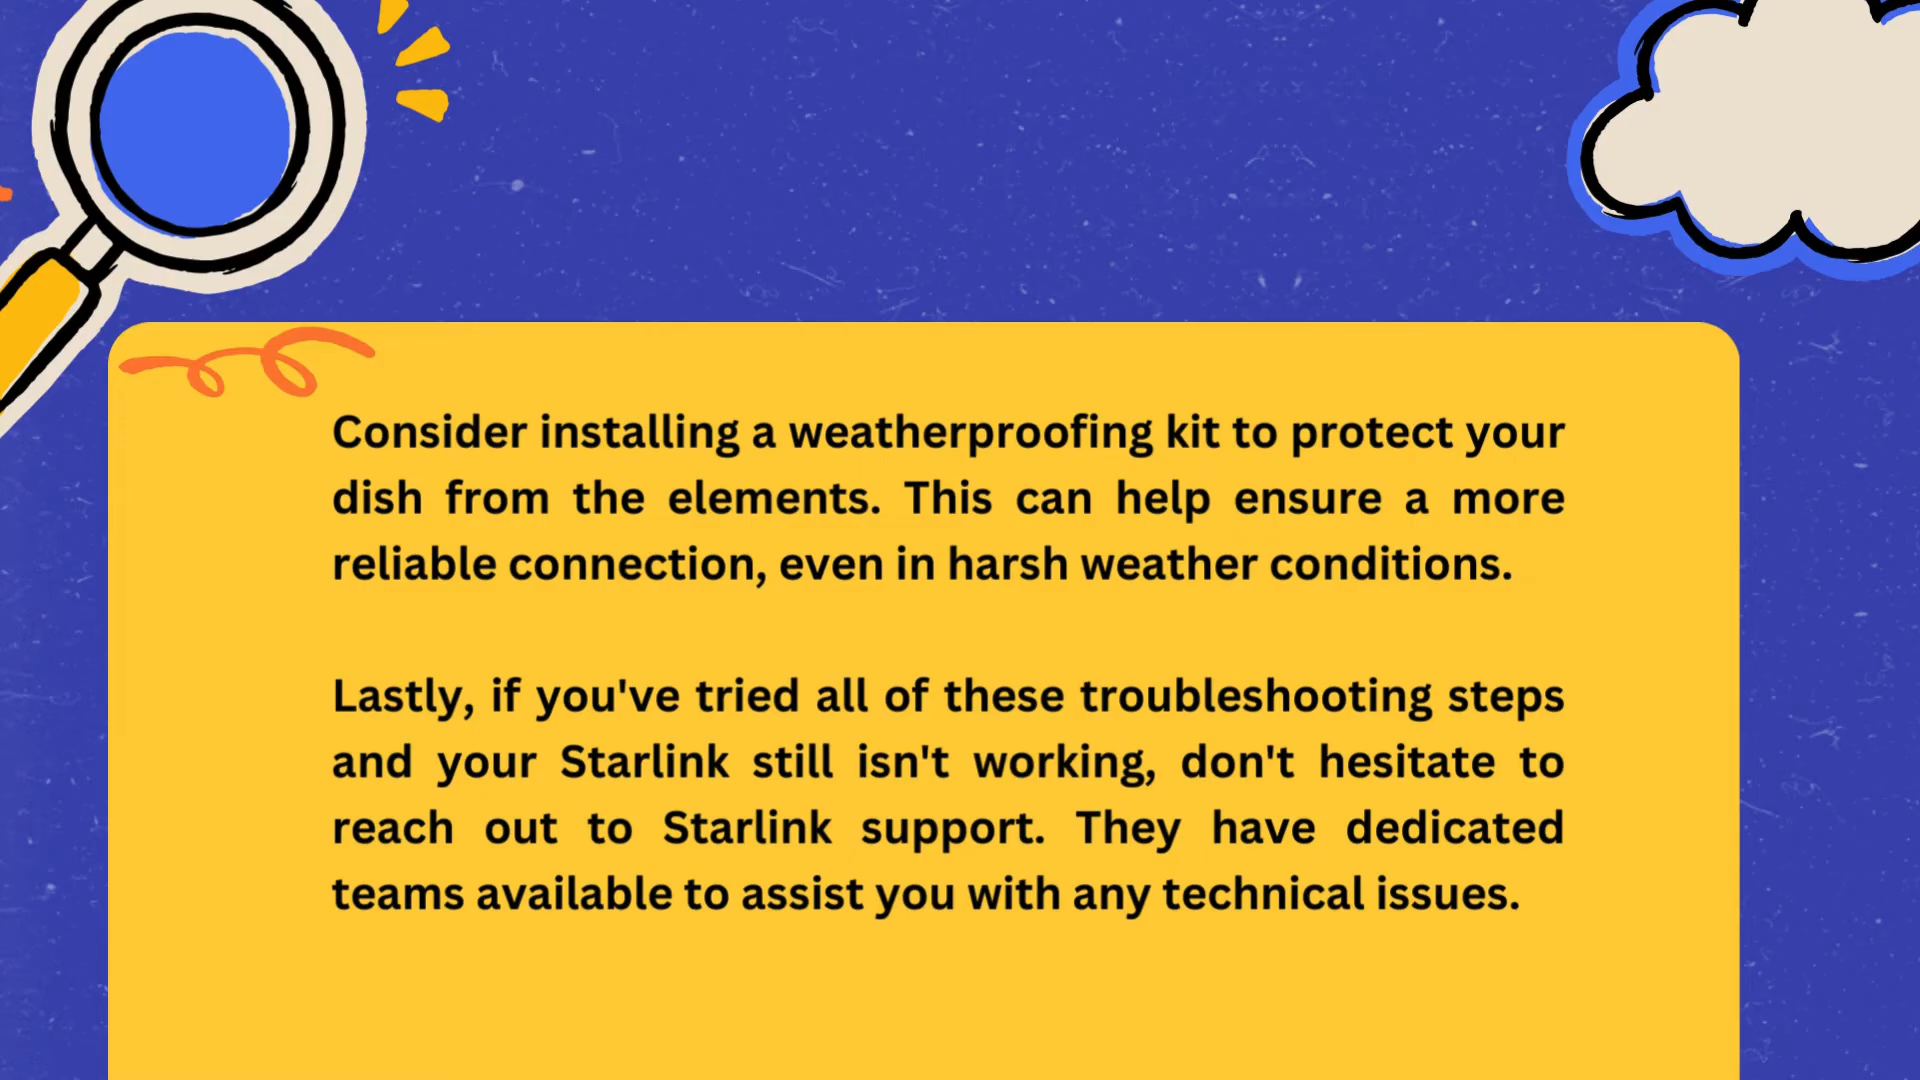 Consider installing a weatherproofing kit to protect your
dish from the elements. This can help ensure a more
reliable connection, even in harsh weather conditions.
Lastly, if you've tried all of these troubleshooting steps
and your Starlink still isn't working, don't hesitate to
reach out to Starlink support. They have dedicated
teams available to assist you with any technical issues.